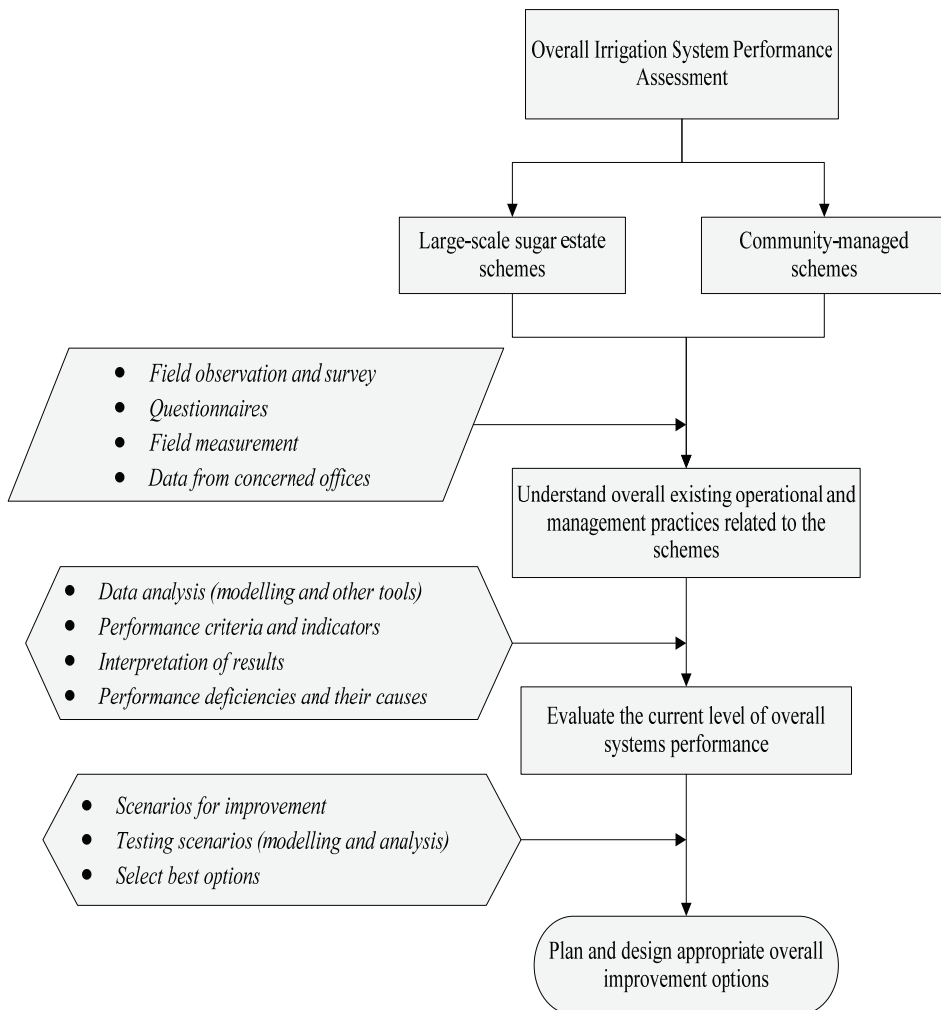 Overall Irrigation System Performance
Assessment
Large-scale sugar estate
schemes
Community-managed
schemes
• Field observation and survey
• Questionnaires
• Field measurement
• Data from concerned offices
Understand overall existing operational and
management practices related to the
schemes
• Data analysis (modelling and other tools)
• Performance criteria and indicators
• Interpretation of results
• Performance deficiencies and their causes
Evaluate the current level of overall
systems performance
• Scenarios for improvement
• Testing scenarios (modelling and analysis)
• Select best options
Plan and design appropriate overall
improvement options